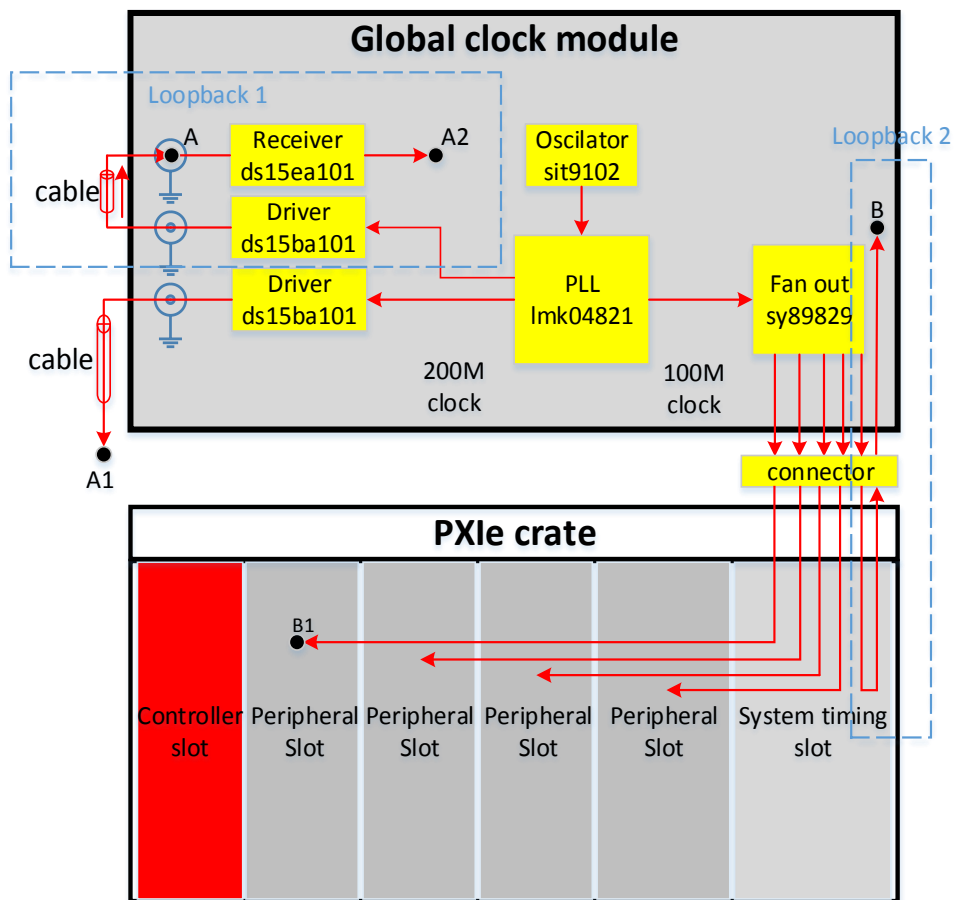 Global clock module
Loopback 1
A
Receiver
ds15ea101
A2
Oscilator
sit9102
Loopback 2
cable
Driver
ds15ba101
B
Driver
ds15ba101
PLL
lmk04821
Fan out
sy89829
cable
200M
clock
100M
clock
A1
connector
PXIe crate
B1
Controller
slot
Peripheral
Slot
Peripheral
Slot
Peripheral
Slot
Peripheral
Slot
System timing
slot